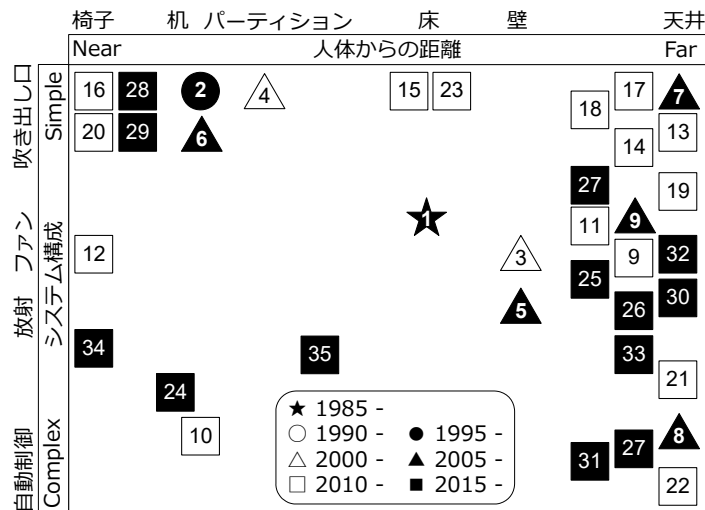 椅子 机 パーティション 床 壁 天井
Near 人体からの距離 Far
吹き出し口 ファン 放射 自動制御
Simple システム構成 Complex
16 28 2 4 15 23 18 17 7
20 29 6 14 13
27 19
1 11 9
12 3 9 32
25 30
5 26
34 35 33
24 21
10 8
31 27 22
★ 1985 -
○ 1990 - ● 1995 -
△ 2000 - ▲ 2005 -
□ 2010 - ■ 2015 -